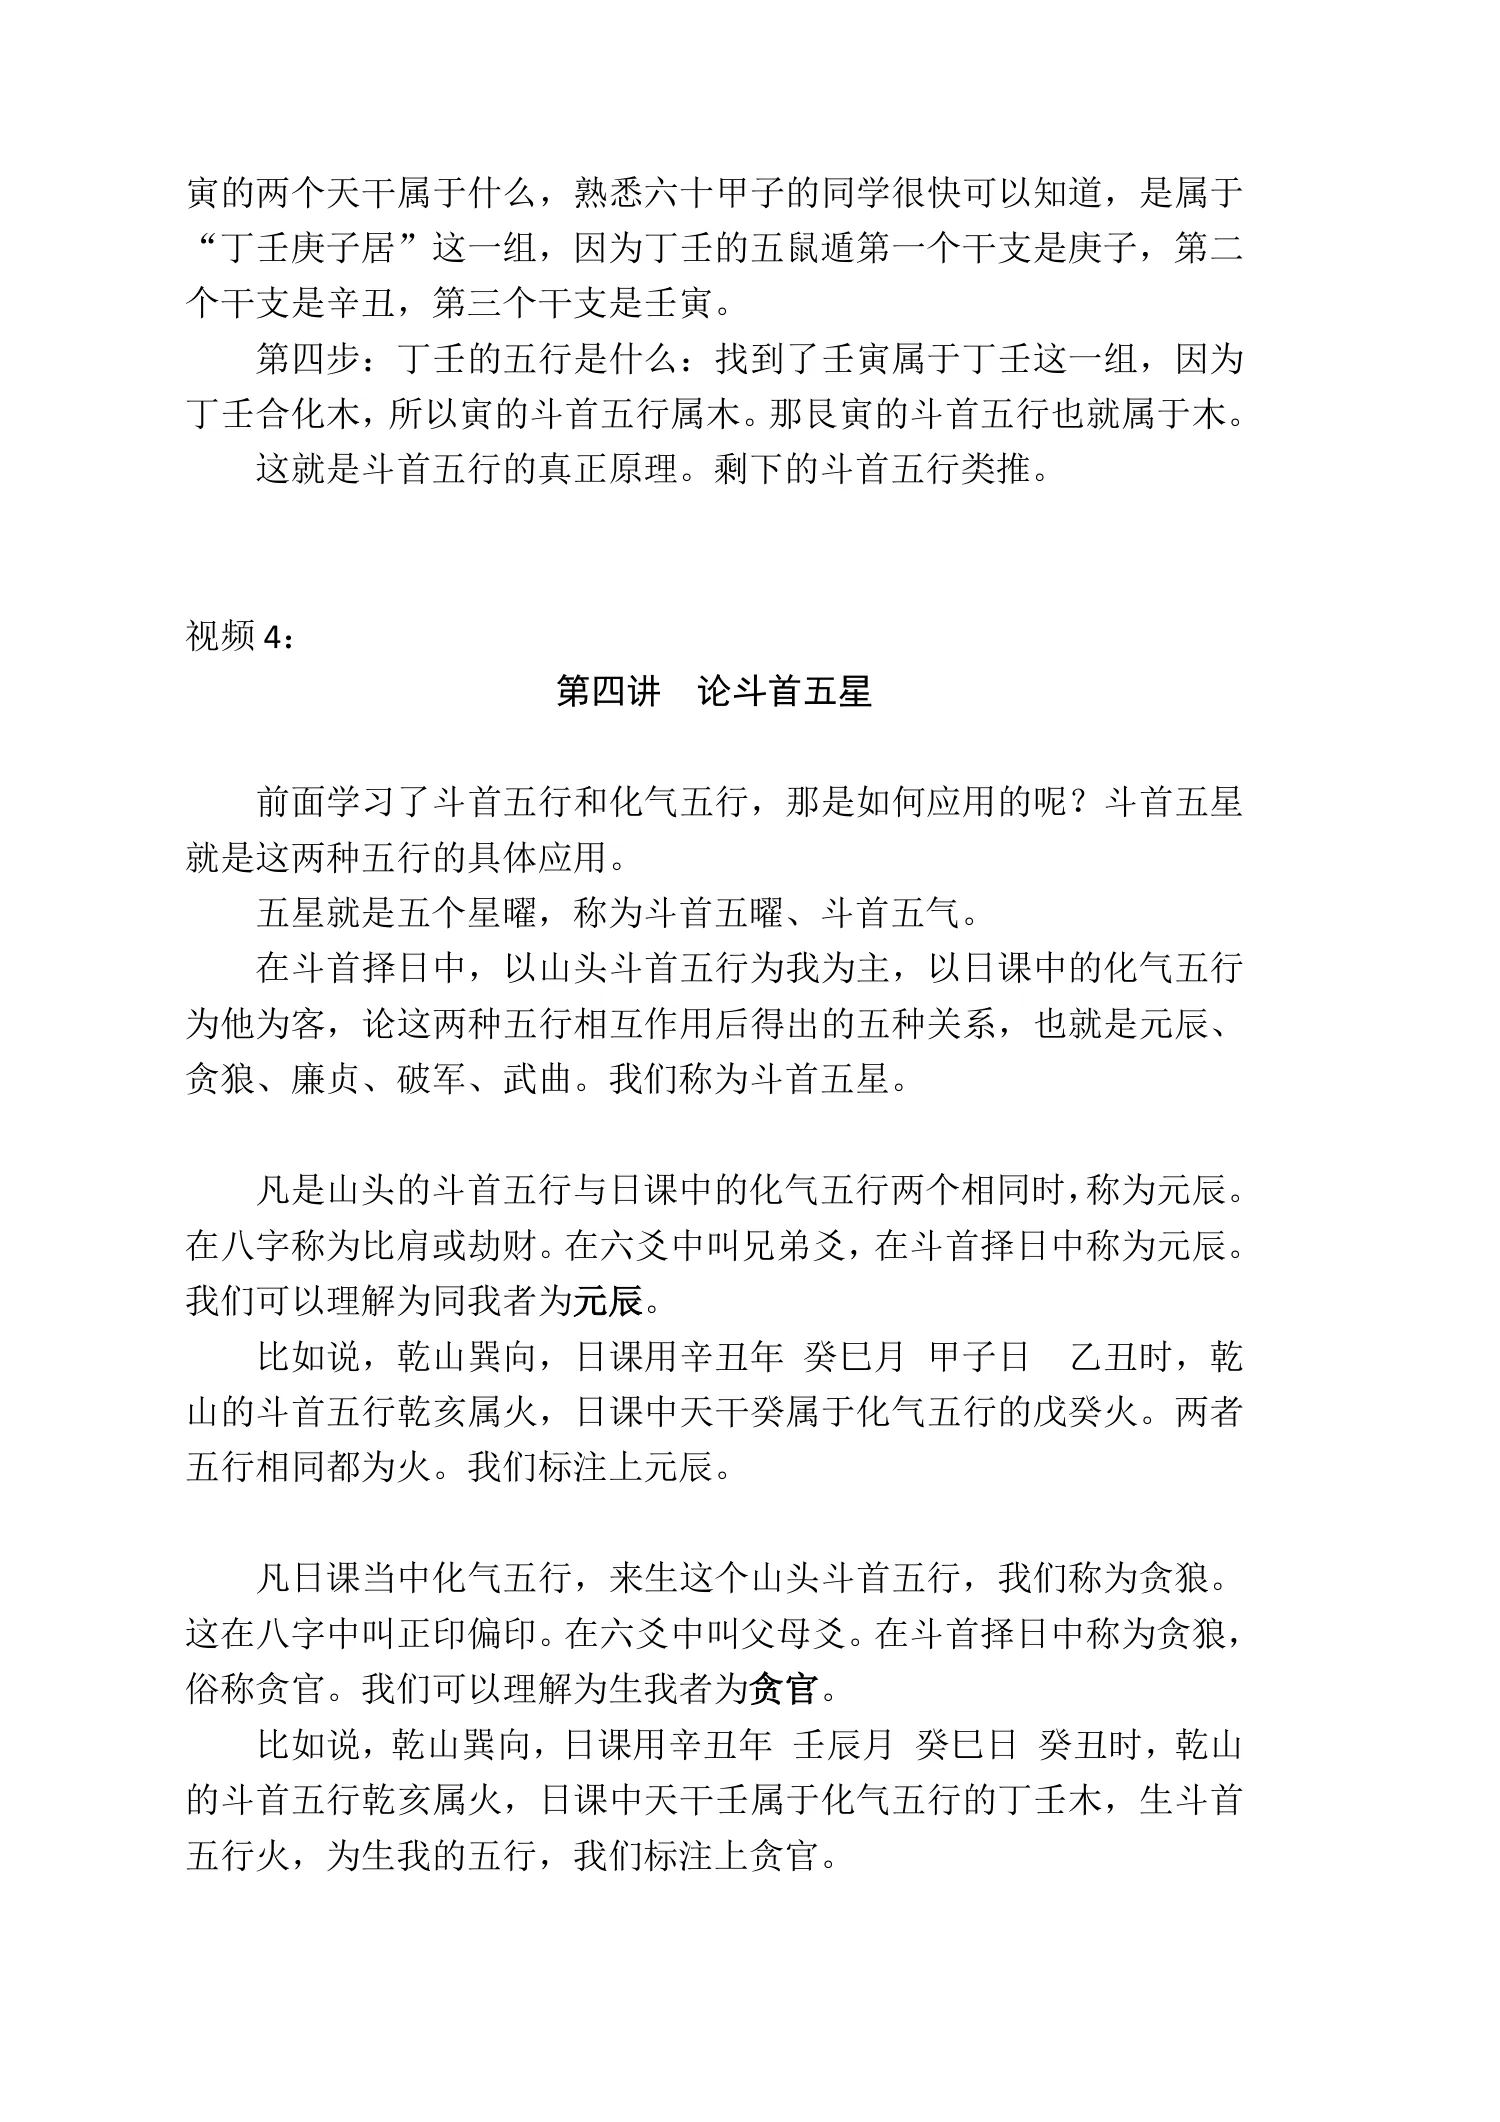 寅的两个天干属于什么，熟悉六十甲子的同学很快可以知道，是属于
“丁壬庚子居”这一组，因为丁壬的五鼠遁第一个干支是庚子，第二
个干支是辛丑，第三个干支是壬寅。
第四步：丁壬的五行是什么：找到了壬寅属于丁壬这一组，因为
丁壬合化木，所以寅的斗首五行属木。那艮寅的斗首五行也就属于木。
这就是斗首五行的真正原理。剩下的斗首五行类推。
视频 4：
第四讲　论斗首五星
前面学习了斗首五行和化气五行，那是如何应用的呢？斗首五星
就是这两种五行的具体应用。
五星就是五个星曜，称为斗首五曜、斗首五气。
在斗首择日中，以山头斗首五行为我为主，以日课中的化气五行
为他为客，论这两种五行相互作用后得出的五种关系，也就是元辰、
贪狼、廉贞、破军、武曲。我们称为斗首五星。
凡是山头的斗首五行与日课中的化气五行两个相同时，称为元辰。
在八字称为比肩或劫财。在六爻中叫兄弟爻，在斗首择日中称为元辰。
我们可以理解为同我者为元辰。
比如说，乾山巽向，日课用辛丑年 癸巳月 甲子日　乙丑时，乾
山的斗首五行乾亥属火，日课中天干癸属于化气五行的戊癸火。两者
五行相同都为火。我们标注上元辰。
凡日课当中化气五行，来生这个山头斗首五行，我们称为贪狼。
这在八字中叫正印偏印。在六爻中叫父母爻。在斗首择日中称为贪狼，
俗称贪官。我们可以理解为生我者为贪官。
比如说，乾山巽向，日课用辛丑年 壬辰月 癸巳日 癸丑时，乾山
的斗首五行乾亥属火，日课中天干壬属于化气五行的丁壬木，生斗首
五行火，为生我的五行，我们标注上贪官。